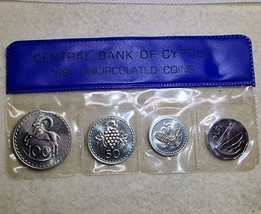 CENTRAL BANK OF CYPRUS
UNCIRCULATED COINS
100
50